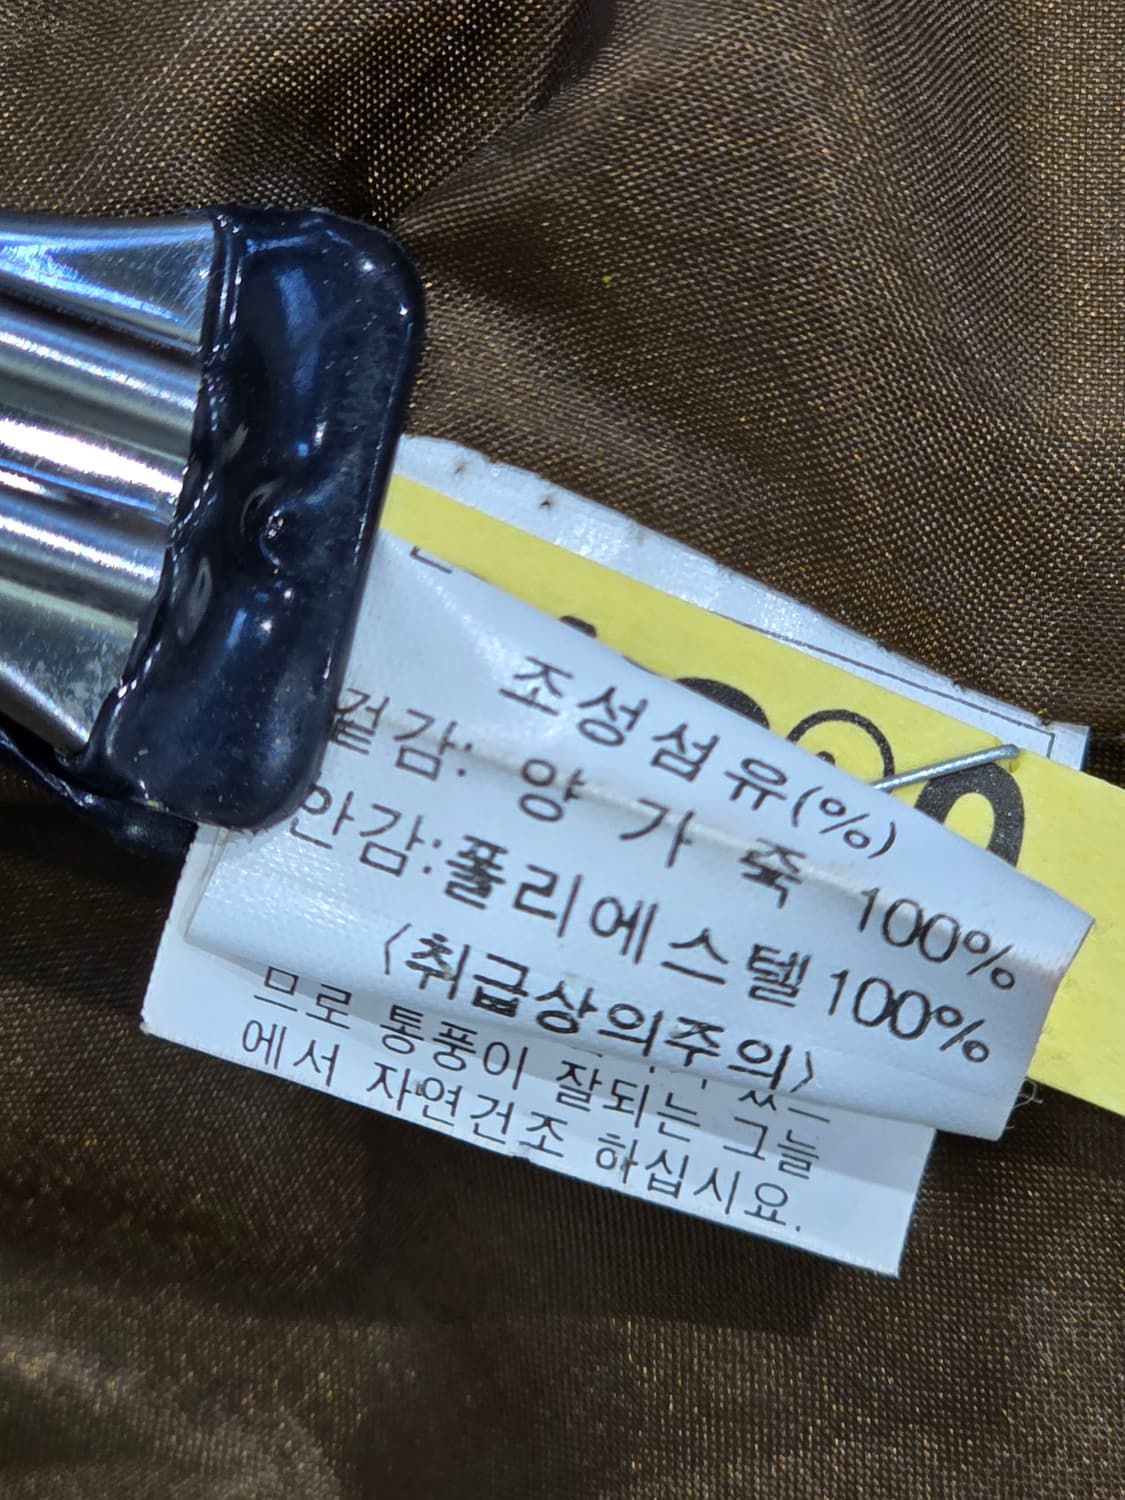 조성섬유(%)
겉감: 양 가 죽 100%
안감:폴리에스텔100%
<취급상의주의>
므로 통풍이 잘되는 그늘
에서 자연건조 하십시요.